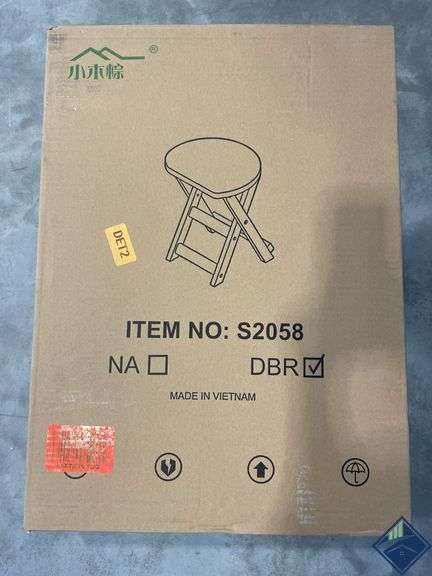 ®
小木棕
DET2
ITEM NO: S2058
NA ☐ DBR ☑
MADE IN VIETNAM